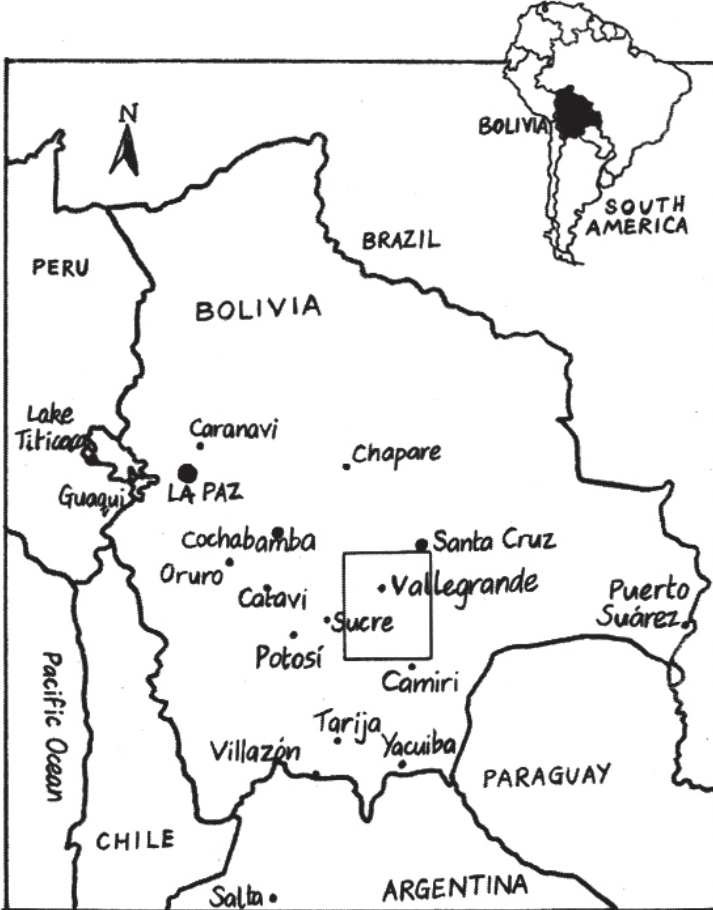 N
BOLIVIA
SOUTH
AMERICA
BRAZIL
PERU
BOLIVIA
Lake
Titicaca
Caranavi
Chapare
Guaqui
LA PAZ
Cochabamba
Santa Cruz
Oruro
Vallegrande
Catavi
Puerto
Suárez
Sucre
Potosí
Camiri
Pacific Ocean
Tarija
Villazón
Yacuiba
PARAGUAY
CHILE
Salta
ARGENTINA